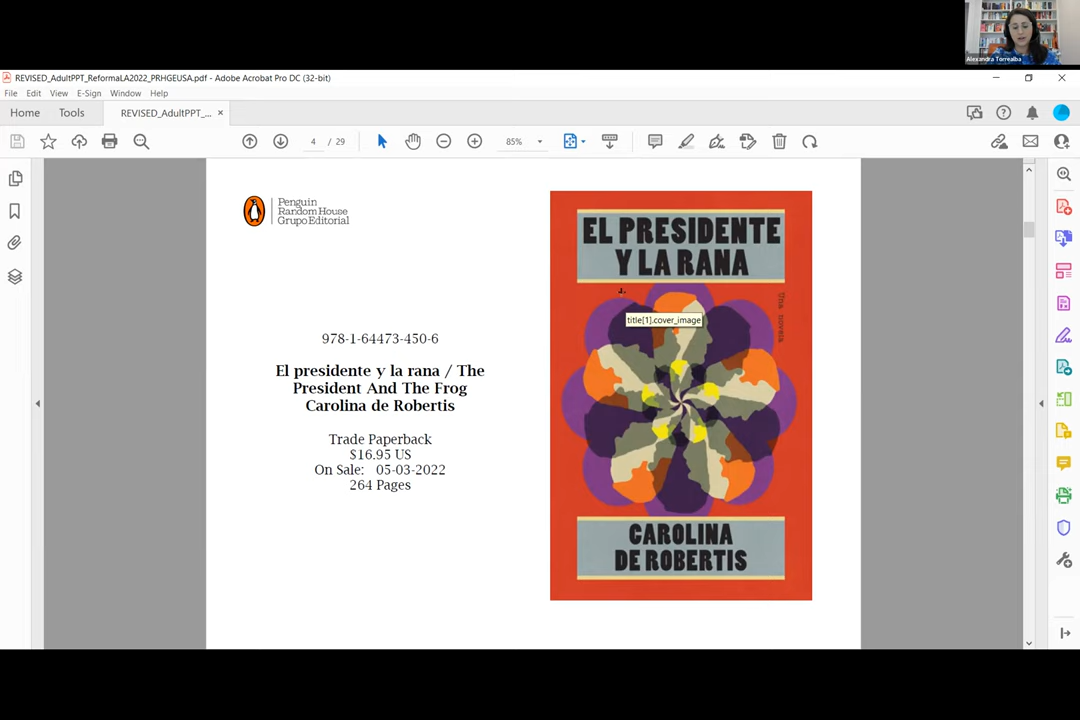 Alexandra Torrealba
REVISED_AdultPPT_ReformaLA2022_PRHGEUSA.pdf - Adobe Acrobat Pro DC (32-bit)
File Edit View E-Sign Window Help
Home Tools REVISED_AdultPPT_... ×
4 / 29 85%
Penguin
Random House
Grupo Editorial
978-1-64473-450-6
El presidente y la rana / The
President And The Frog
Carolina de Robertis
Trade Paperback
$16.95 US
On Sale: 05-03-2022
264 Pages
EL PRESIDENTE
Y LA RANA
Una novela
title[1].cover_image
CAROLINA
DE ROBERTIS